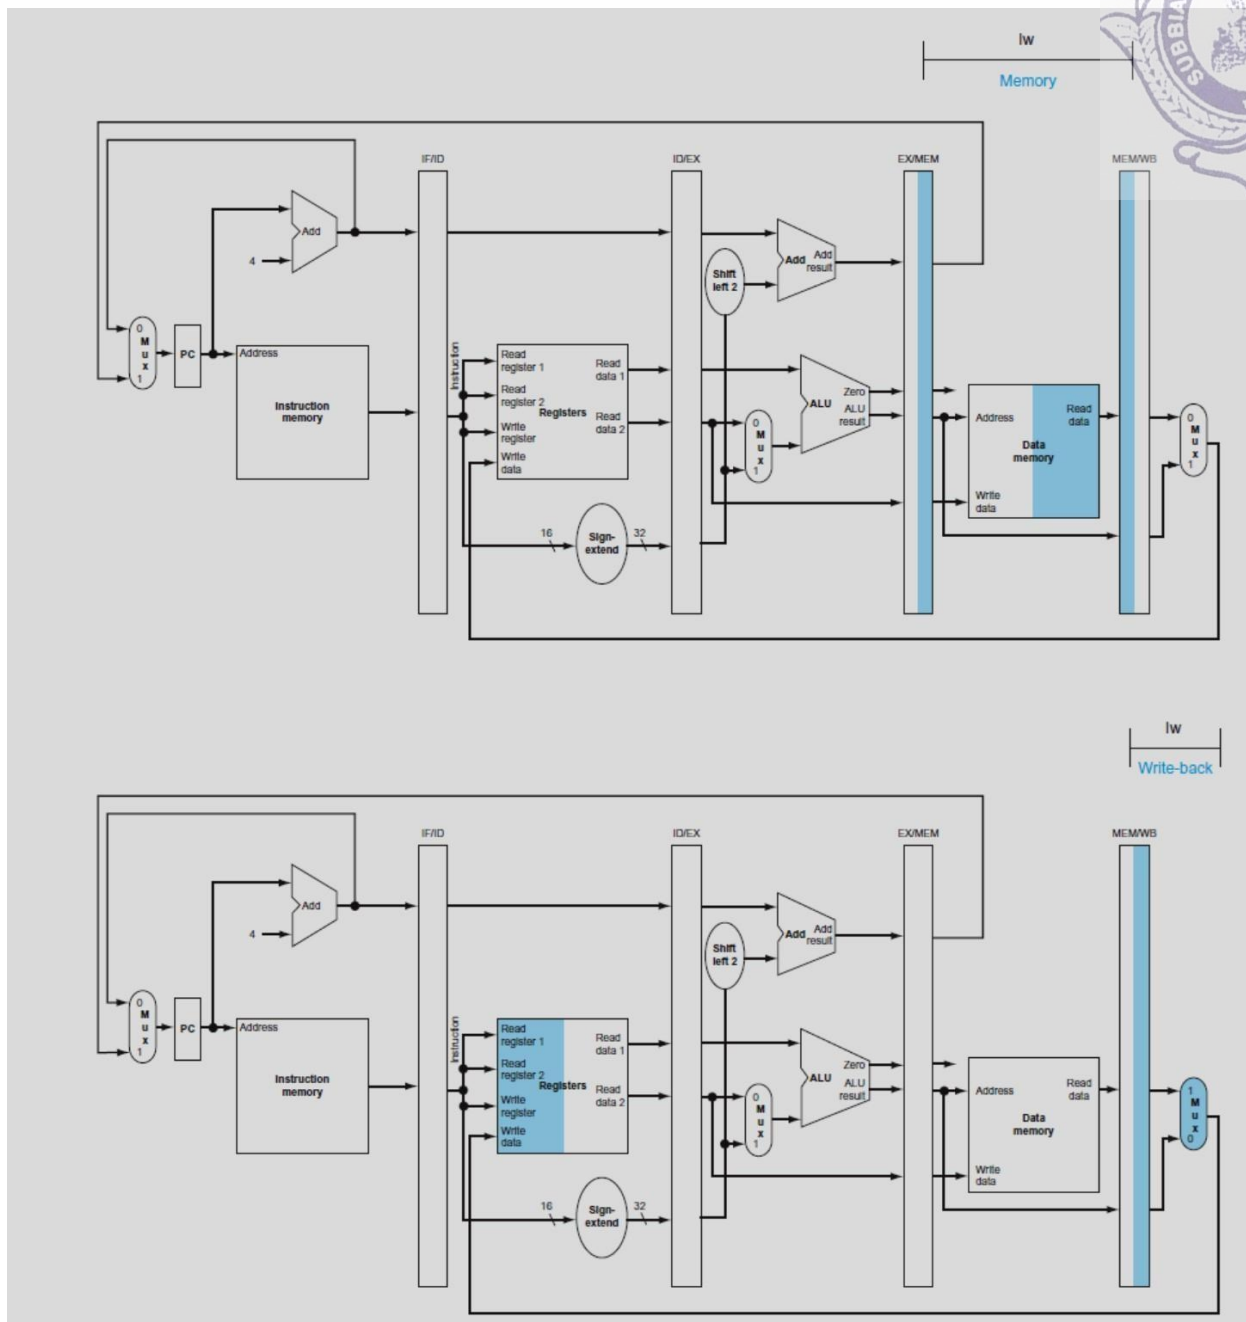 lw
Memory
SUBBIA
IF/ID
ID/EX
EX/MEM
MEM/WB
Add
4
Shift
left 2
Add
Add
result
0
M
u
x
1
PC
Address
Instruction
memory
Instruction
Read
register 1
Read
register 2
Write
register
Write
data
Registers
Read
data 1
Read
data 2
0
M
u
x
1
ALU
Zero
ALU
result
Address
Write
data
Data
memory
Read
data
0
M
u
x
1
16
Sign-
extend
32
lw
Write-back
IF/ID
ID/EX
EX/MEM
MEM/WB
Add
4
Shift
left 2
Add
Add
result
0
M
u
x
1
PC
Address
Instruction
memory
Instruction
Read
register 1
Read
register 2
Write
register
Write
data
Registers
Read
data 1
Read
data 2
0
M
u
x
1
ALU
Zero
ALU
result
Address
Write
data
Data
memory
Read
data
1
M
u
x
0
16
Sign-
extend
32